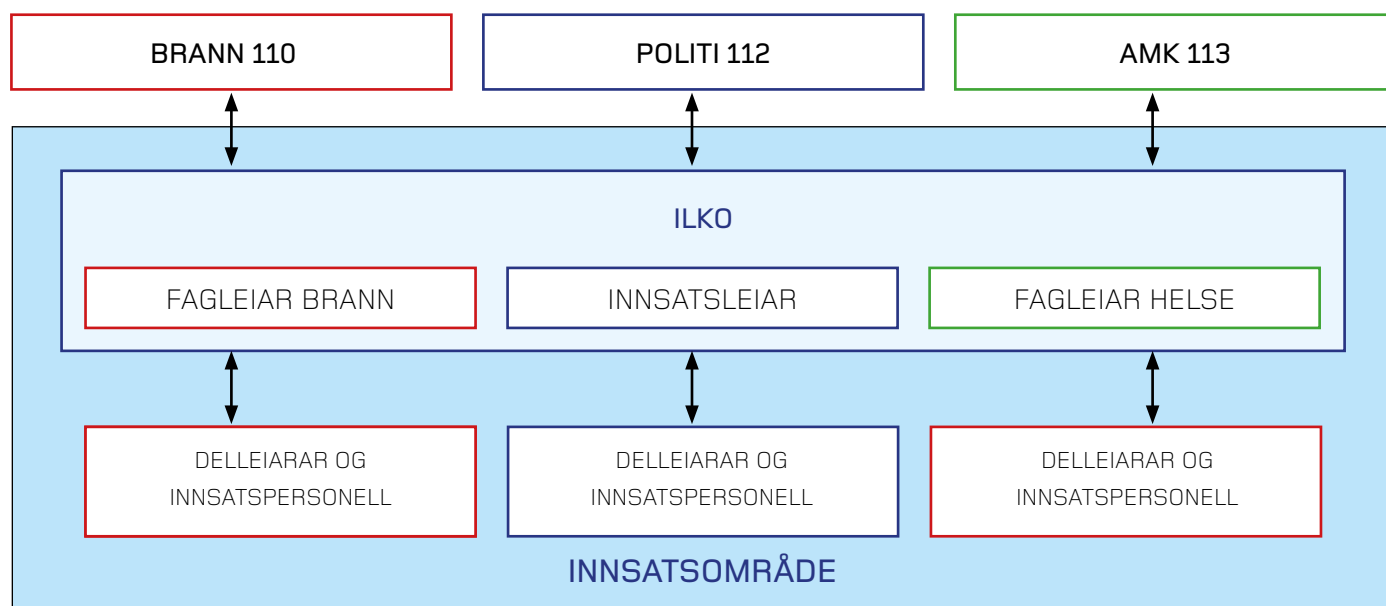 BRANN 110
POLITI 112
AMK 113
ILKO
FAGLEIAR BRANN
INNSATSLEIAR
FAGLEIAR HELSE
DELLEIARAR OG
INNSATSPERSONELL
DELLEIARAR OG
INNSATSPERSONELL
DELLEIARAR OG
INNSATSPERSONELL
INNSATSOMRÅDE